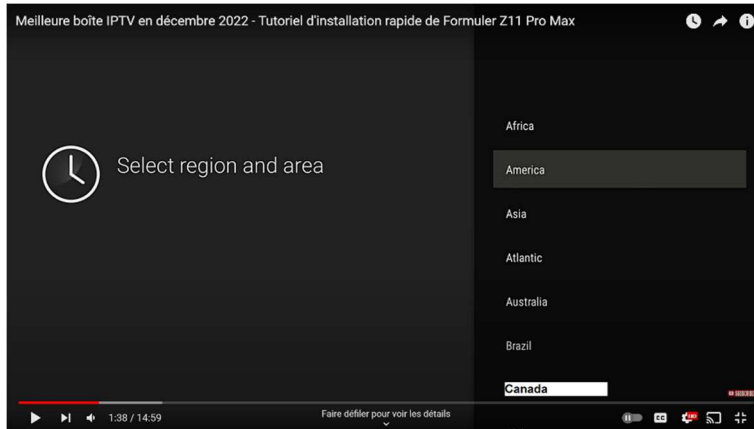 Meilleure boîte IPTV en décembre 2022 - Tutoriel d'installation rapide de Formuler Z11 Pro Max
Select region and area
Africa
America
Asia
Atlantic
Australia
Brazil
Canada
1:38 / 14:59
Faire défiler pour voir les détails
CC